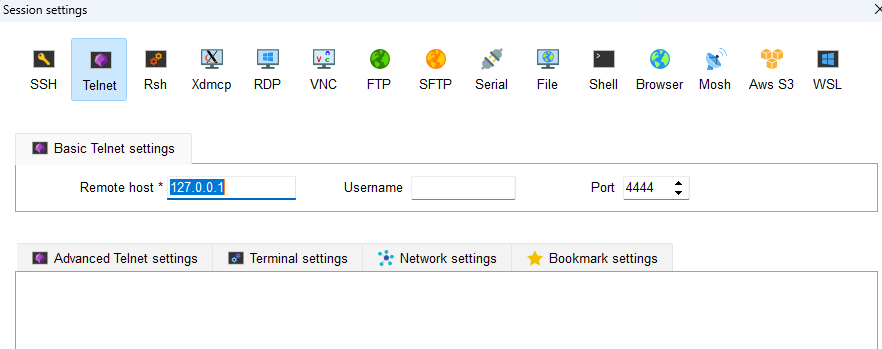 Session settings
SSH Telnet Rsh Xdmcp RDP VNC FTP SFTP Serial File Shell Browser Mosh Aws S3 WSL
Basic Telnet settings
Remote host * 127.0.0.1 Username Port 4444
Advanced Telnet settings Terminal settings Network settings Bookmark settings